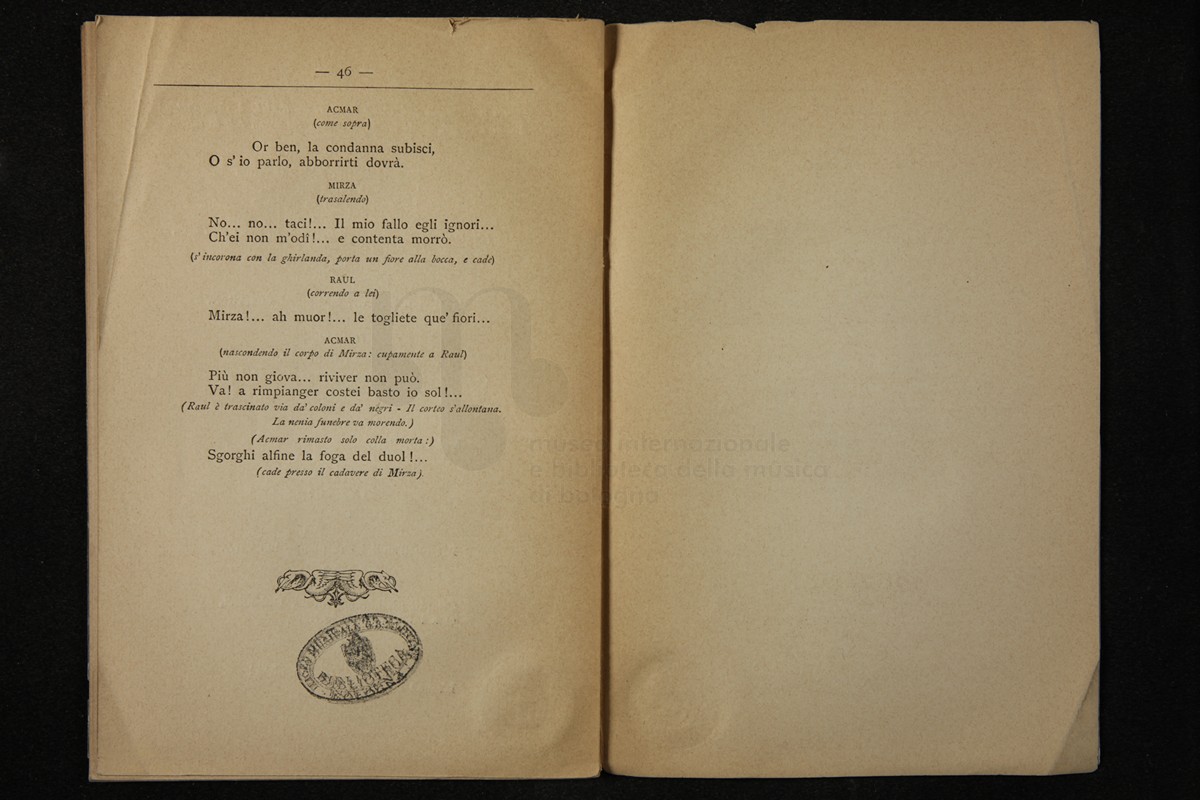 — 46 —
ACMAR
(come sopra)
Or ben, la condanna subisci,
O s' io parlo, abborrirti dovrà.
MIRZA
(trasalendo)
No... no... taci!... Il mio fallo egli ignori...
Ch'ei non m'odî!... e contenta morrò.
(s' incorona con la ghirlanda, porta un fiore alla bocca, e cade)
RAUL
(correndo a lei)
Mirza!... ah muor!... le togliete que' fiori...
ACMAR
(nascondendo il corpo di Mirza: cupamente a Raul)
Più non giova... riviver non può.
Va! a rimpianger costei basto io sol!...
(Raul è trascinato via da' coloni e da' negri - Il corteo s'allontana.
La nenia funebre va morendo.)
(Acmar rimasto solo colla morta:)
Sgorghi alfine la foga del duol!...
(cade presso il cadavere di Mirza).
museo internazionale
e biblioteca della musica
di bologna
LICEO MUSICALE
BIBLIOTECA